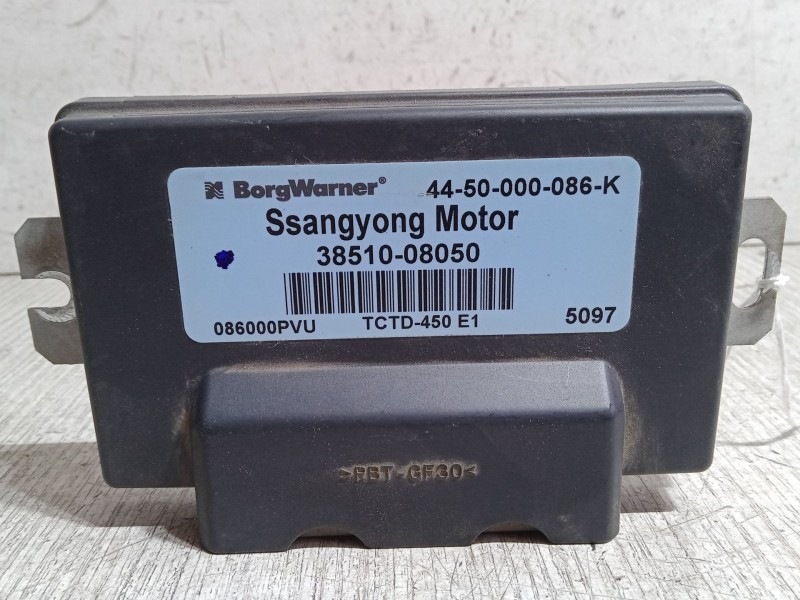 BorgWarner® 44-50-000-086-K
Ssangyong Motor
38510-08050
086000PVU TCTD-450 E1 5097
>PBT-GF30<